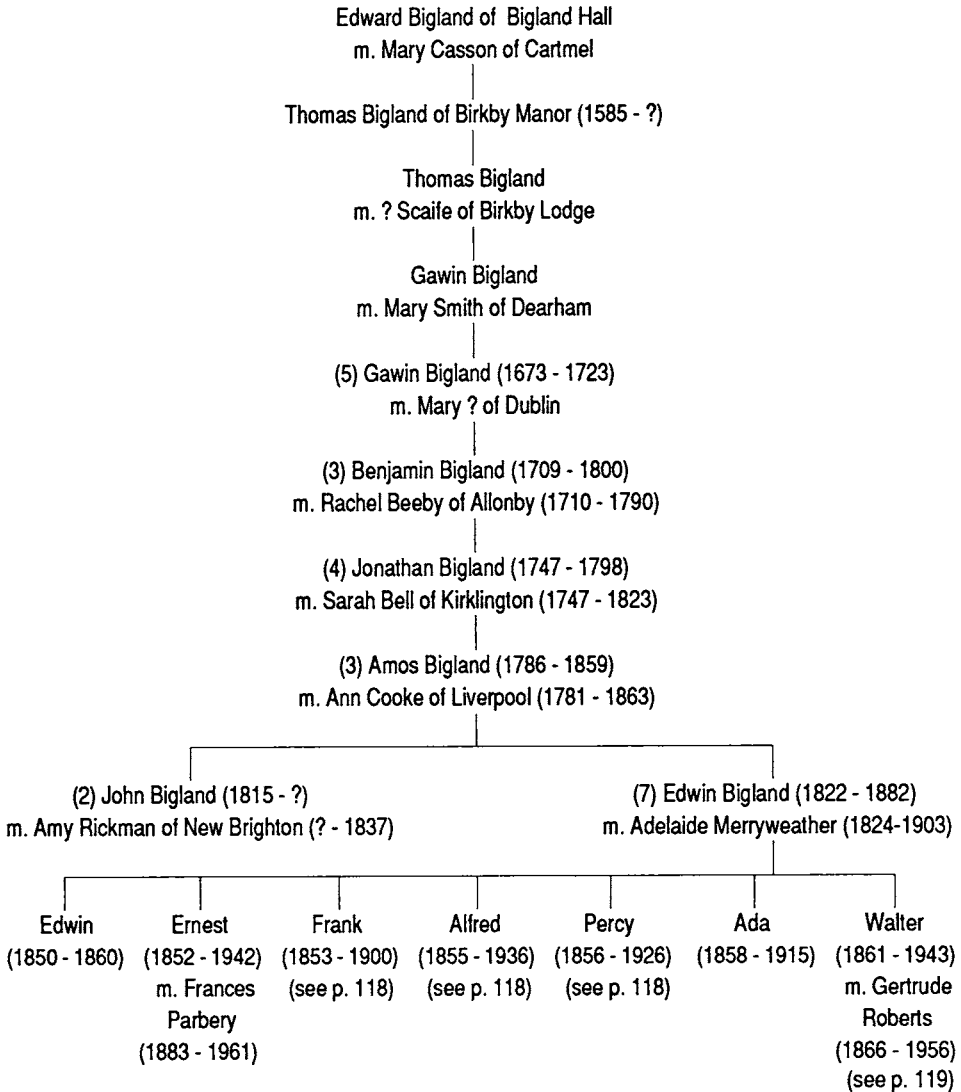 Edward Bigland of Bigland Hall
m. Mary Casson of Cartmel
Thomas Bigland of Birkby Manor (1585 - ?)
Thomas Bigland
m. ? Scaife of Birkby Lodge
Gawin Bigland
m. Mary Smith of Dearham
(5) Gawin Bigland (1673 - 1723)
m. Mary ? of Dublin
(3) Benjamin Bigland (1709 - 1800)
m. Rachel Beeby of Allonby (1710 - 1790)
(4) Jonathan Bigland (1747 - 1798)
m. Sarah Bell of Kirklington (1747 - 1823)
(3) Amos Bigland (1786 - 1859)
m. Ann Cooke of Liverpool (1781 - 1863)
(2) John Bigland (1815 - ?)
m. Amy Rickman of New Brighton (? - 1837)
(7) Edwin Bigland (1822 - 1882)
m. Adelaide Merryweather (1824-1903)
Edwin
(1850 - 1860)
Ernest
(1852 - 1942)
m. Frances
Parbery
(1883 - 1961)
Frank
(1853 - 1900)
(see p. 118)
Alfred
(1855 - 1936)
(see p. 118)
Percy
(1856 - 1926)
(see p. 118)
Ada
(1858 - 1915)
Walter
(1861 - 1943)
m. Gertrude
Roberts
(1866 - 1956)
(see p. 119)